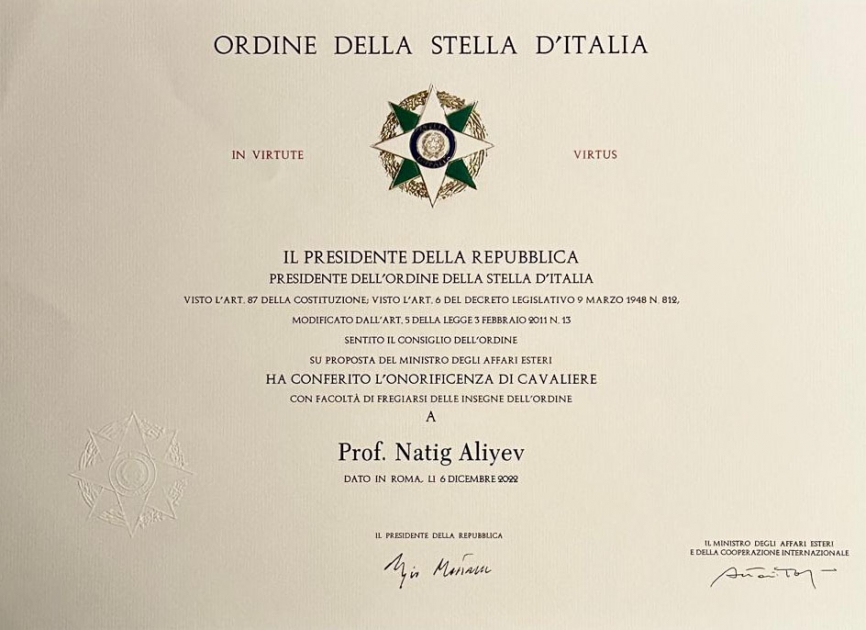 ORDINE DELLA STELLA D'ITALIA
IN VIRTUTE
VIRTUS
IL PRESIDENTE DELLA REPUBBLICA
PRESIDENTE DELL'ORDINE DELLA STELLA D'ITALIA
VISTO L'ART. 87 DELLA COSTITUZIONE; VISTO L'ART. 6 DEL DECRETO LEGISLATIVO 9 MARZO 1948 N. 812,
MODIFICATO DALL'ART. 5 DELLA LEGGE 3 FEBBRAIO 2011 N. 13
SENTITO IL CONSIGLIO DELL'ORDINE
SU PROPOSTA DEL MINISTRO DEGLI AFFARI ESTERI
HA CONFERITO L'ONORIFICENZA DI CAVALIERE
CON FACOLTÀ DI FREGIARSI DELLE INSEGNE DELL'ORDINE
A
Prof. Natig Aliyev
DATO IN ROMA, LI 6 DICEMBRE 2022
IL PRESIDENTE DELLA REPUBBLICA
IL MINISTRO DEGLI AFFARI ESTERI
E DELLA COOPERAZIONE INTERNAZIONALE